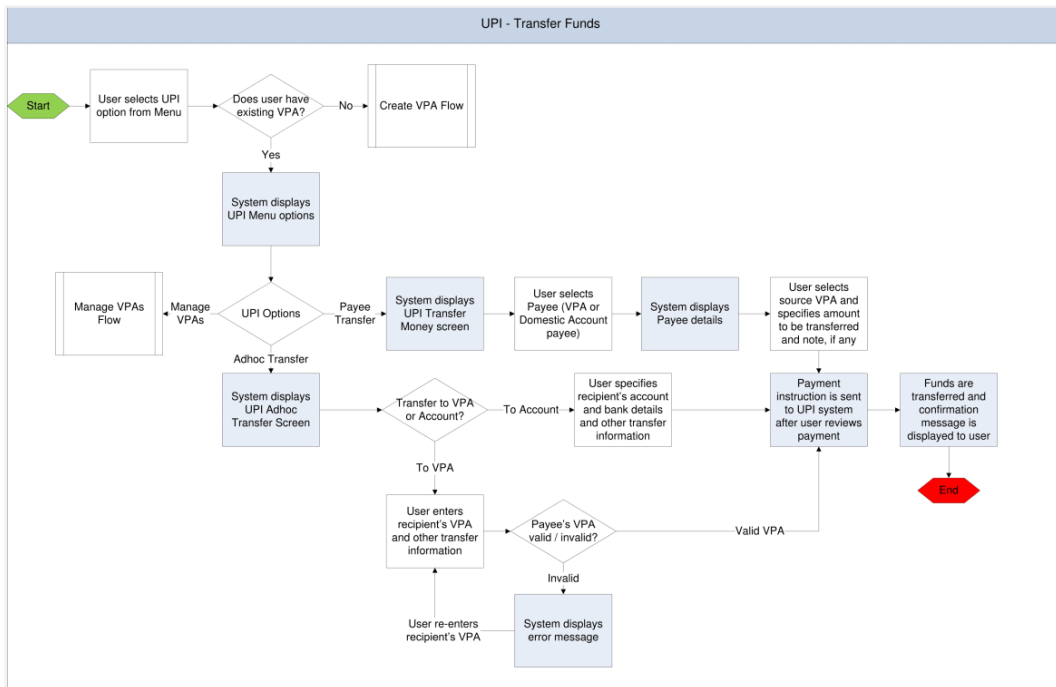 UPI - Transfer Funds
Start
User selects UPI
option from Menu
Does user have
existing VPA?
No
Create VPA Flow
Yes
System displays
UPI Menu options
Manage VPAs
Flow
Manage
VPAs
UPI Options
Payee
Transfer
System displays
UPI Transfer
Money screen
User selects
Payee (VPA or
Domestic Account
payee)
System displays
Payee details
User selects
source VPA and
specifies amount
to be transferred
and note, if any
Adhoc Transfer
System displays
UPI Adhoc
Transfer Screen
Transfer to VPA
or Account?
To Account
User specifies
recipient's account
and bank details
and other transfer
information
Payment
instruction is sent
to UPI system
after user reviews
payment
Funds are
transferred and
confirmation
message is
displayed to user
End
To VPA
User enters
recipient's VPA
and other transfer
information
Payee's VPA
valid / invalid?
Valid VPA
Invalid
System displays
error message
User re-enters
recipient's VPA